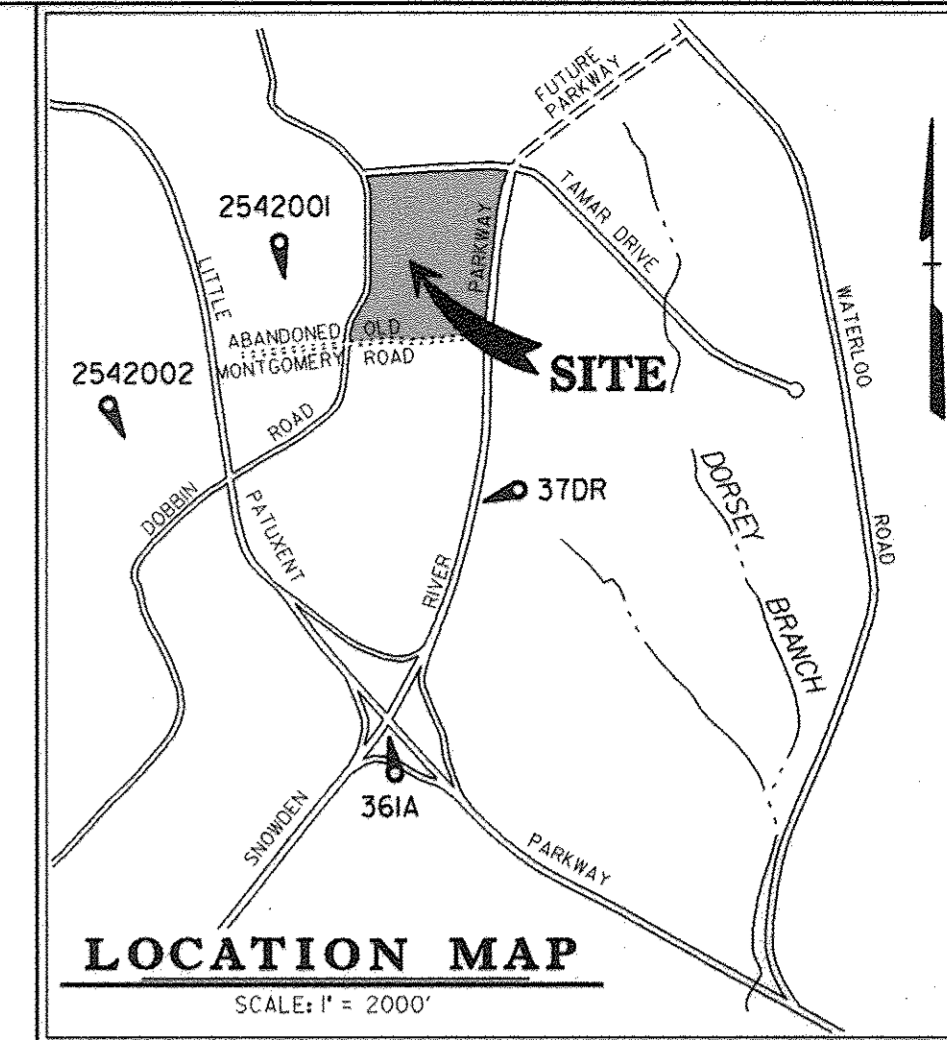 FUTURE
PARKWAY
2542001
TAMAR DRIVE
PARKWAY
LITTLE
ABANDONED OLD
MONTGOMERY ROAD
WATERLOO
SITE
2542002
ROAD
DOBBIN
37DR
DORSEY
PATUXENT
ROAD
RIVER
BRANCH
361A
SNOWDEN
PARKWAY
LOCATION MAP
SCALE: 1" = 2000'